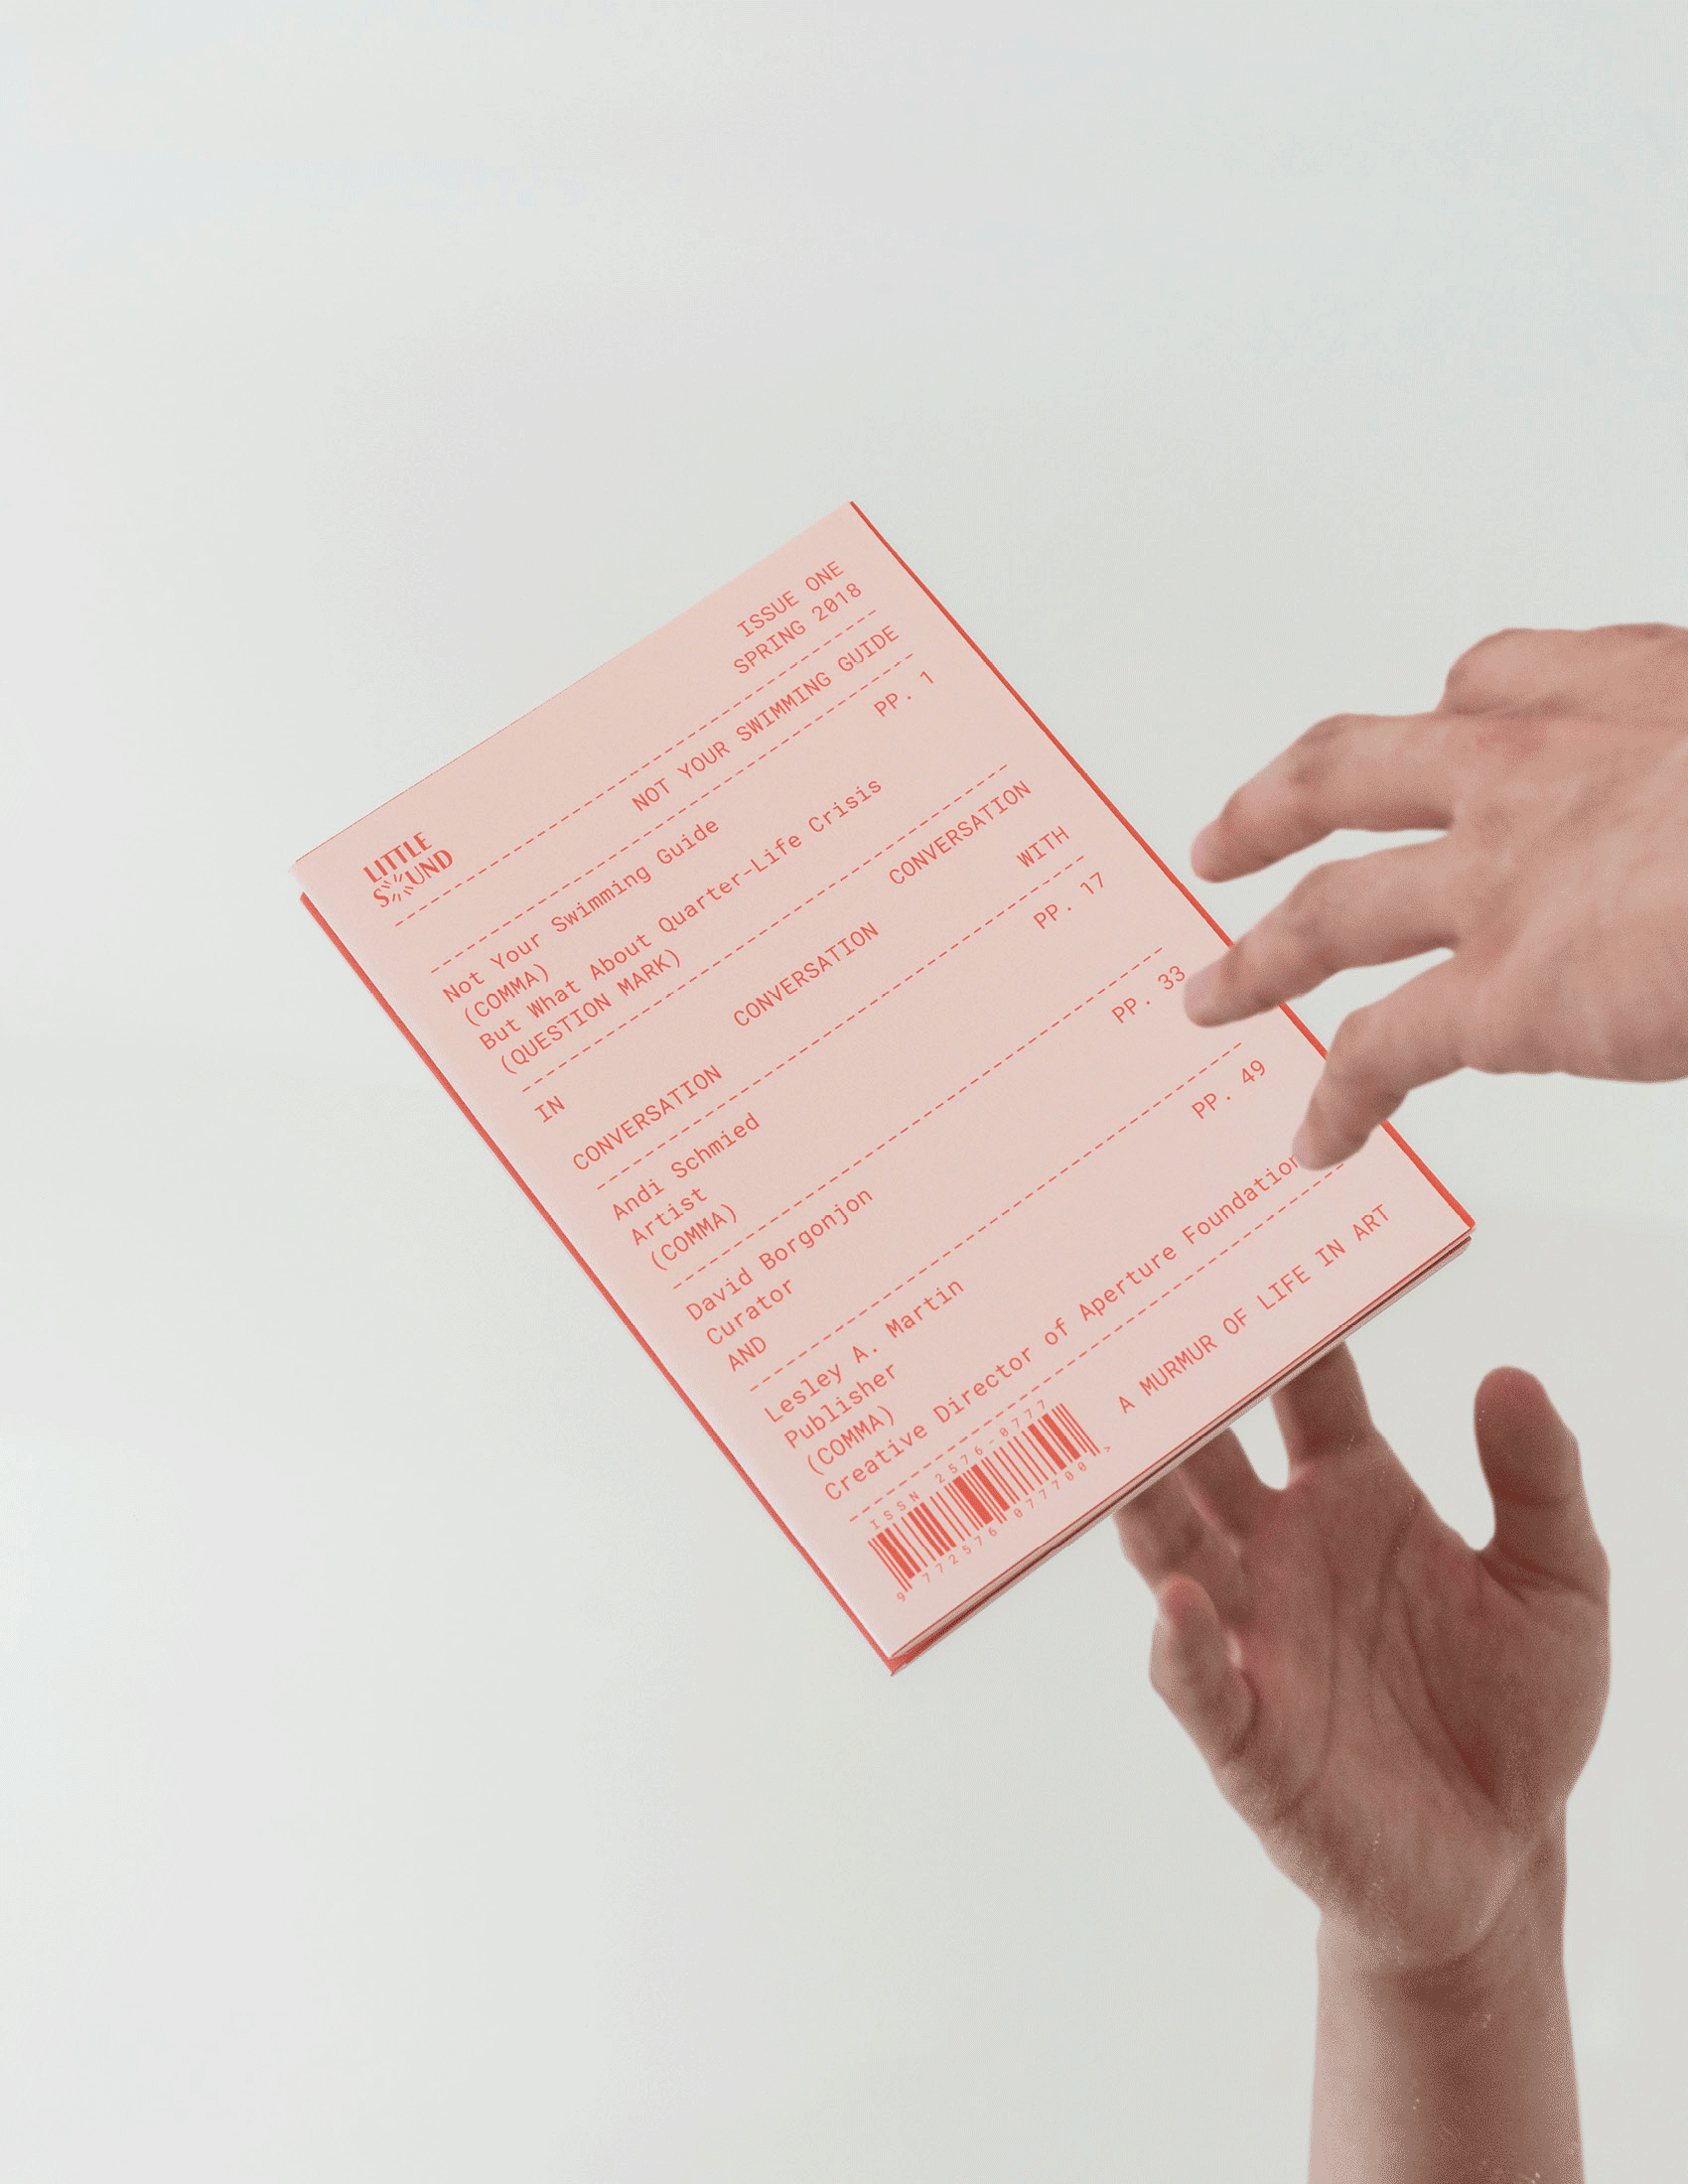 LITTLE
SOUND
ISSUE ONE
SPRING 2018
NOT YOUR SWIMMING GUIDE
Not Your Swimming Guide
PP. 1
(COMMA)
But What About Quarter-Life Crisis
(QUESTION MARK)
IN
CONVERSATION
CONVERSATION
CONVERSATION
WITH
Andi Schmied
PP. 17
Artist
(COMMA)
David Borgonjon
PP. 33
Curator
AND
Lesley A. Martin
PP. 49
Publisher
(COMMA)
Creative Director of Aperture Foundation
ISSN 2576-0777
9 772576 077700 >
A MURMUR OF LIFE IN ART